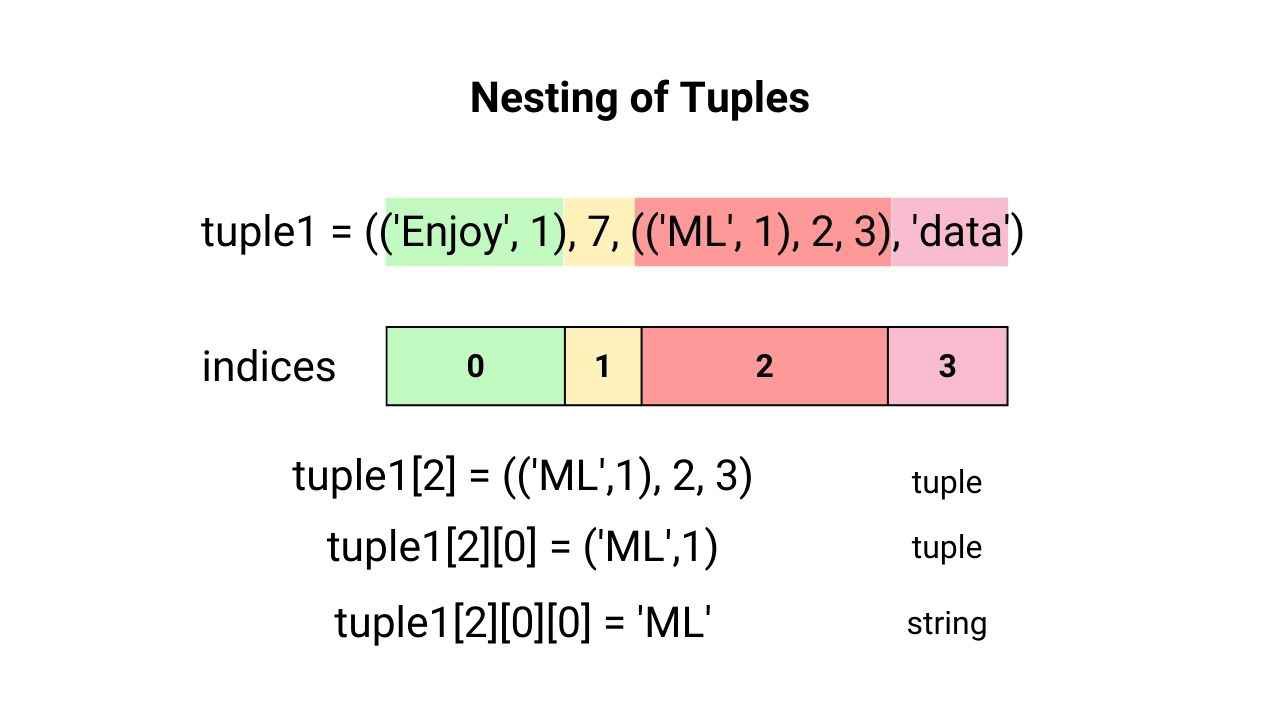 Nesting of Tuples
tuple1 = (('Enjoy', 1), 7, (('ML', 1), 2, 3), 'data')
indices 0 1 2 3
tuple1[2] = (('ML',1), 2, 3) tuple
tuple1[2][0] = ('ML',1) tuple
tuple1[2][0][0] = 'ML' string